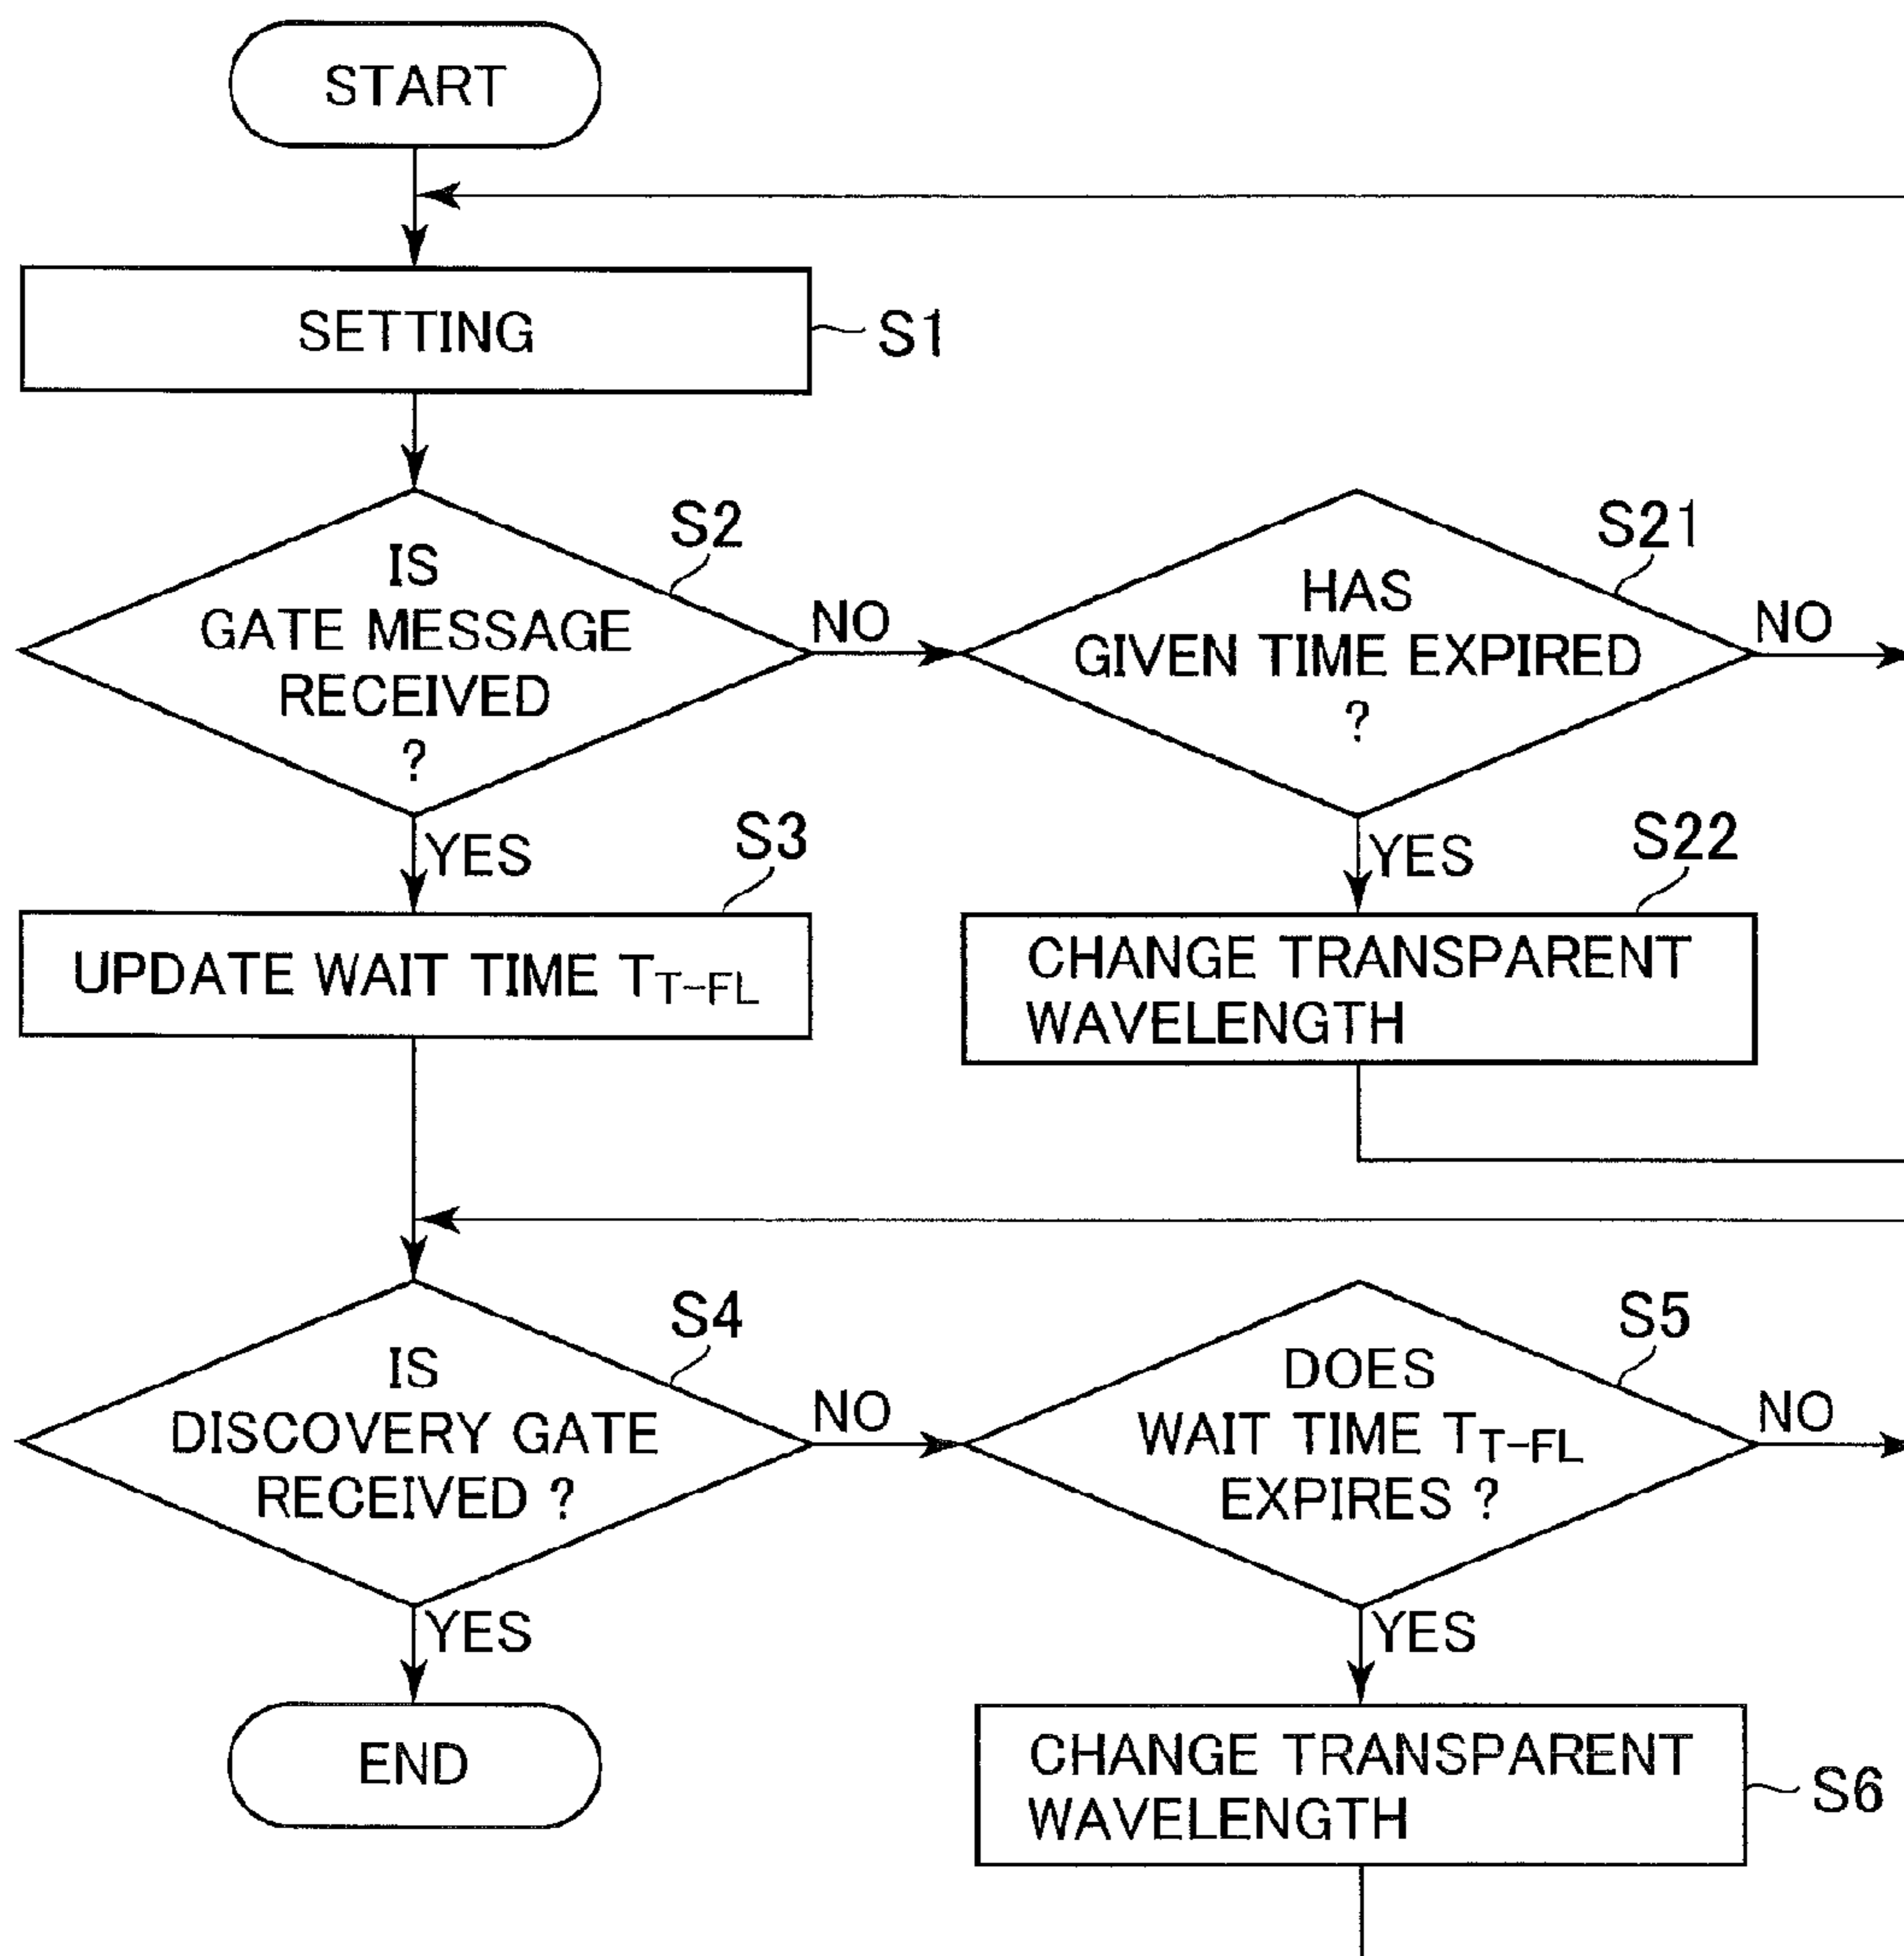 START
SETTING
S1
S2
IS
GATE MESSAGE
RECEIVED
?
NO
S21
HAS
GIVEN TIME EXPIRED
?
NO
YES
S3
UPDATE WAIT TIME T_T-FL
YES
S22
CHANGE TRANSPARENT
WAVELENGTH
S4
IS
DISCOVERY GATE
RECEIVED ?
NO
S5
DOES
WAIT TIME T_T-FL
EXPIRES ?
NO
YES
END
YES
CHANGE TRANSPARENT
WAVELENGTH
S6